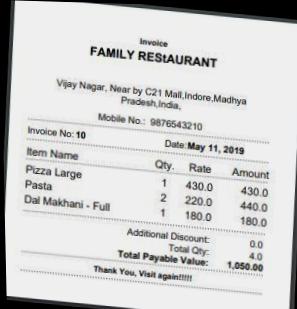 Invoice
FAMILY REStAURANT
Vijay Nagar, Near by C21 Mall,Indore,Madhya
Pradesh,India,
Mobile No.: 9876543210
Invoice No: 10 Date: May 11, 2019
Item Name Qty. Rate Amount
Pizza Large 1 430.0 430.0
Pasta 2 220.0 440.0
Dal Makhani - Full 1 180.0 180.0
Additional Discount: 0.0
Total Qty: 4.0
Total Payable Value: 1,050.00
Thank You, Visit again!!!!!